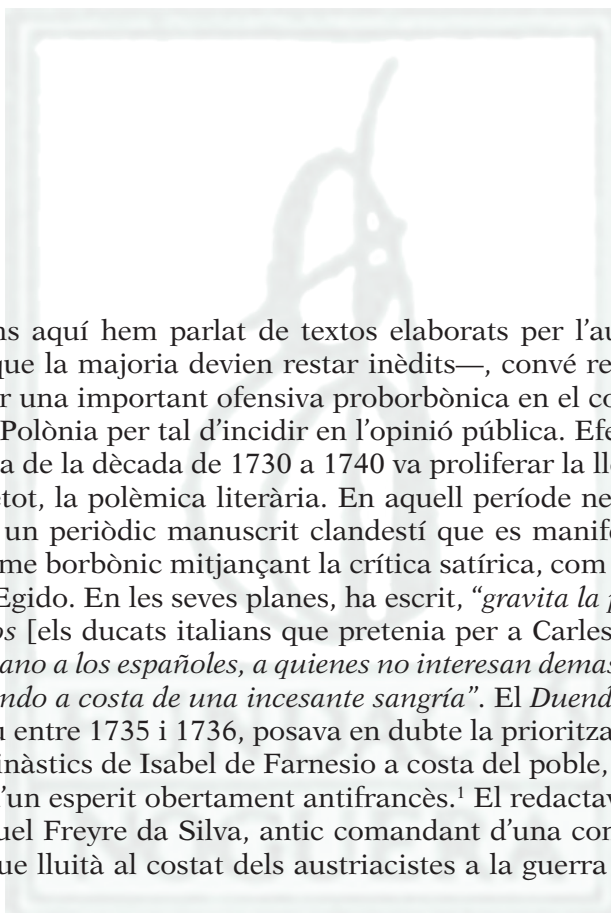 ns aquí hem parlat de textos elaborats per l'au
que la majoria devien restar inèdits—, convé re
r una important ofensiva proborbònica en el co
Polònia per tal d'incidir en l'opinió pública. Efe
a de la dècada de 1730 a 1740 va proliferar la ll
etot, la polèmica literària. En aquell període ne
un periòdic manuscrit clandestí que es manif
me borbònic mitjançant la crítica satírica, com
Egido. En les seves planes, ha escrit, “gravita la p
os [els ducats italians que pretenia per a Carles
ano a los españoles, a quienes no interesan demas
ndo a costa de una incesante sangría”. El Duend
u entre 1735 i 1736, posava en dubte la prioritza
inàstics de Isabel de Farnesio a costa del poble,
l'un esperit obertament antifrancès.¹ El redactav
uel Freyre da Silva, antic comandant d'una con
ue lluità al costat dels austriacistes a la guerra